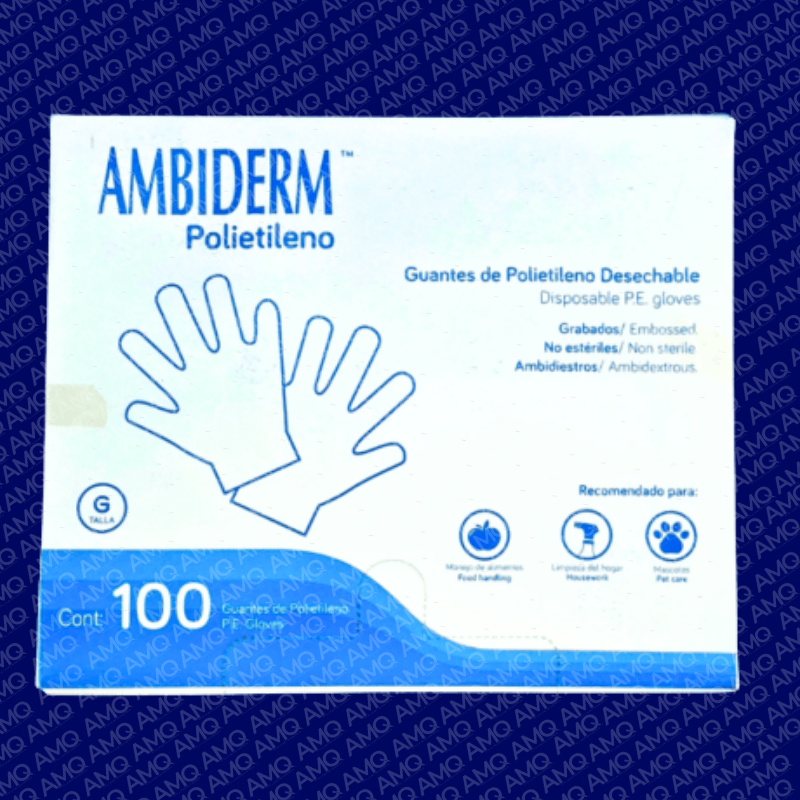 AMBIDERM™
Polietileno
Guantes de Polietileno Desechable
Disposable P.E. gloves
Grabados/ Embossed.
No estériles/ Non sterile.
Ambidiestros/ Ambidextrous.
G
TALLA
Recomendado para:
Manejo de alimentos
Food handling
Limpieza del hogar
Housework
Mascotas
Pet care
Cont. 100
Guantes de Polietileno
P.E. Gloves
AMQ